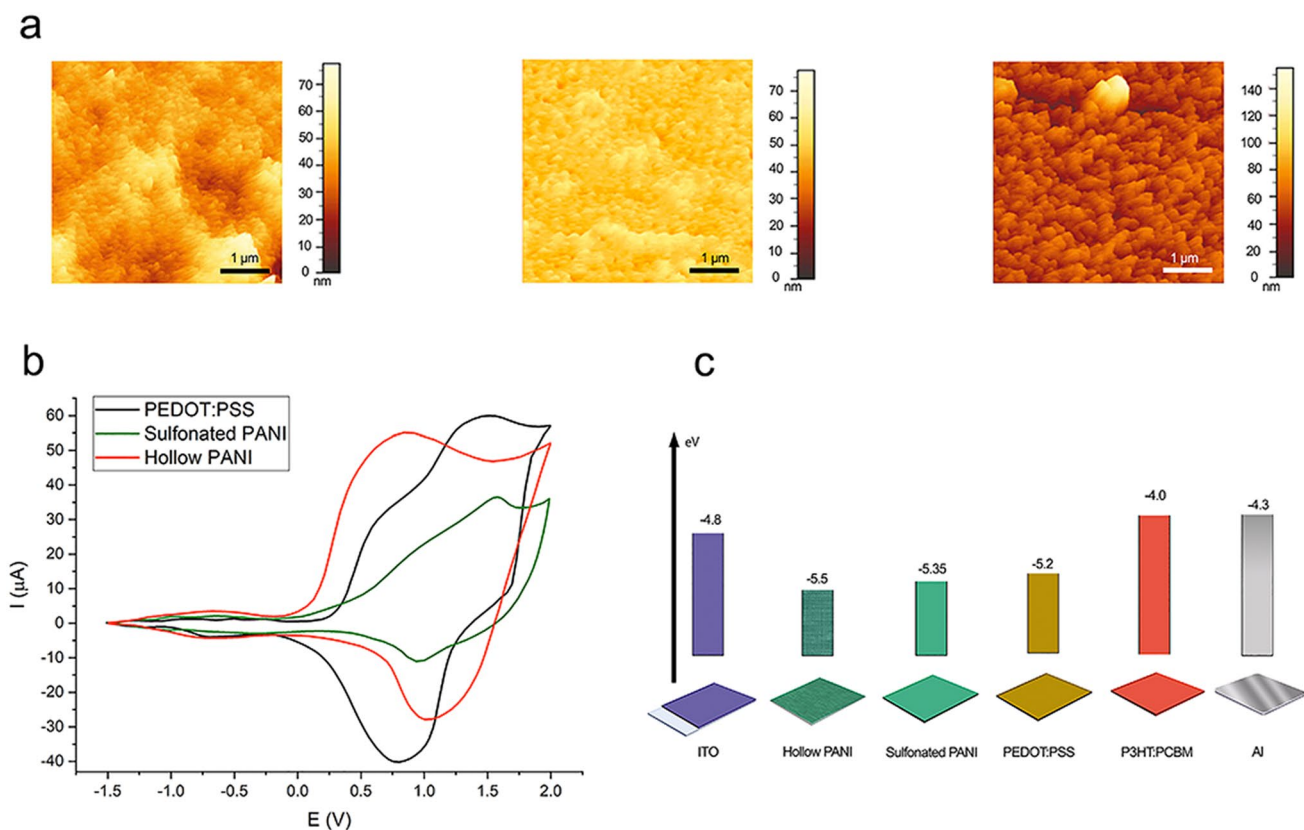 a
70
60
50
40
30
20
10
0
nm
1 µm
70
60
50
40
30
20
10
0
nm
1 µm
140
120
100
80
60
40
20
0
nm
1 µm
b
PEDOT:PSS
Sulfonated PANI
Hollow PANI
60
50
40
30
20
10
0
-10
-20
-30
-40
I (µA)
-1.5 -1.0 -0.5 0.0 0.5 1.0 1.5 2.0
E (V)
c
eV
-4.8
-5.5
-5.35
-5.2
-4.0
-4.3
ITO
Hollow PANI
Sulfonated PANI
PEDOT:PSS
P3HT:PCBM
Al